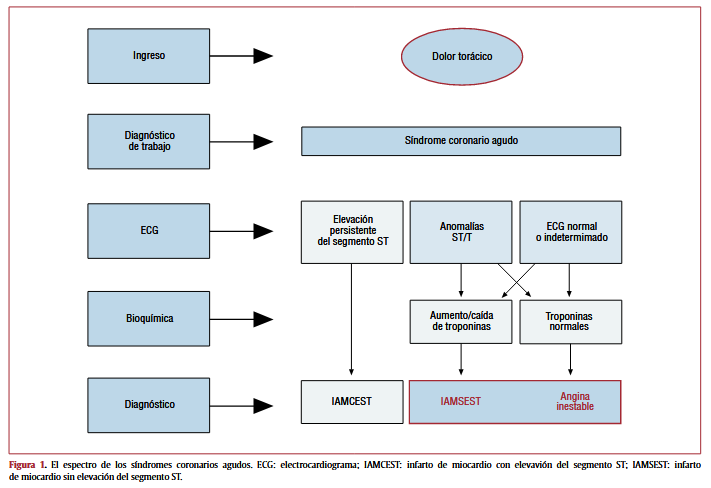 Ingreso
Dolor torácico
Diagnóstico
de trabajo
Síndrome coronario agudo
ECG
Elevación
persistente
del segmento ST
Anomalías
ST/T
ECG normal
o indetermimado
Bioquímica
Aumento/caída
de troponinas
Troponinas
normales
Diagnóstico
IAMCEST
IAMSEST
Angina
inestable
Figura 1. El espectro de los síndromes coronarios agudos. ECG: electrocardiograma; IAMCEST: infarto de miocardio con elevavión del segmento ST; IAMSEST: infarto
de miocardio sin elevación del segmento ST.